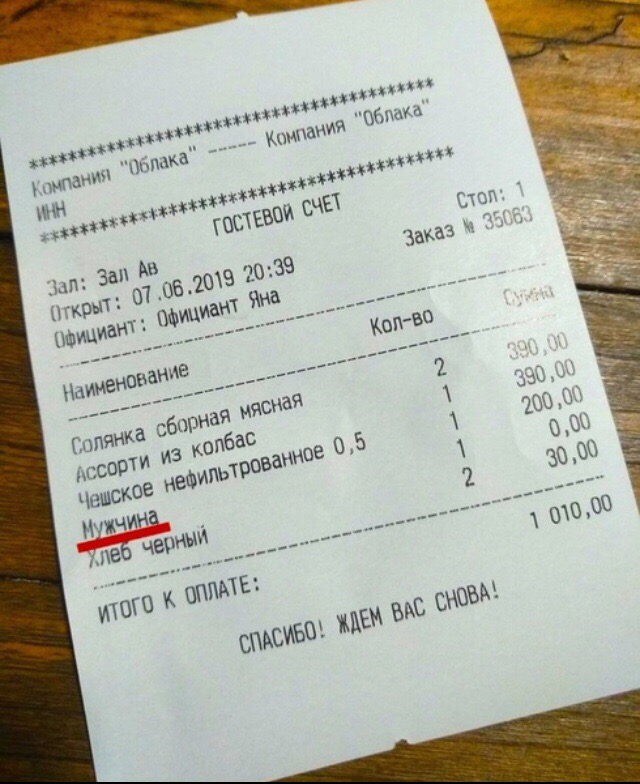 ******************************************
Компания "Облака" ----- Компания "Облака"
ИНН
******************************************
ГОСТЕВОЙ СЧЕТ
Зал: Зал Ав Стол: 1
Открыт: 07.06.2019 20:39 Заказ № 35063
Официант: Официант Яна
Наименование Кол-во Сумма
Солянка сборная мясная 2 390,00
Ассорти из колбас 1 390,00
Чешское нефильтрованное 0,5 1 200,00
Мужчина 1 0,00
Хлеб черный 2 30,00
ИТОГО К ОПЛАТЕ: 1 010,00
СПАСИБО! ЖДЕМ ВАС СНОВА!